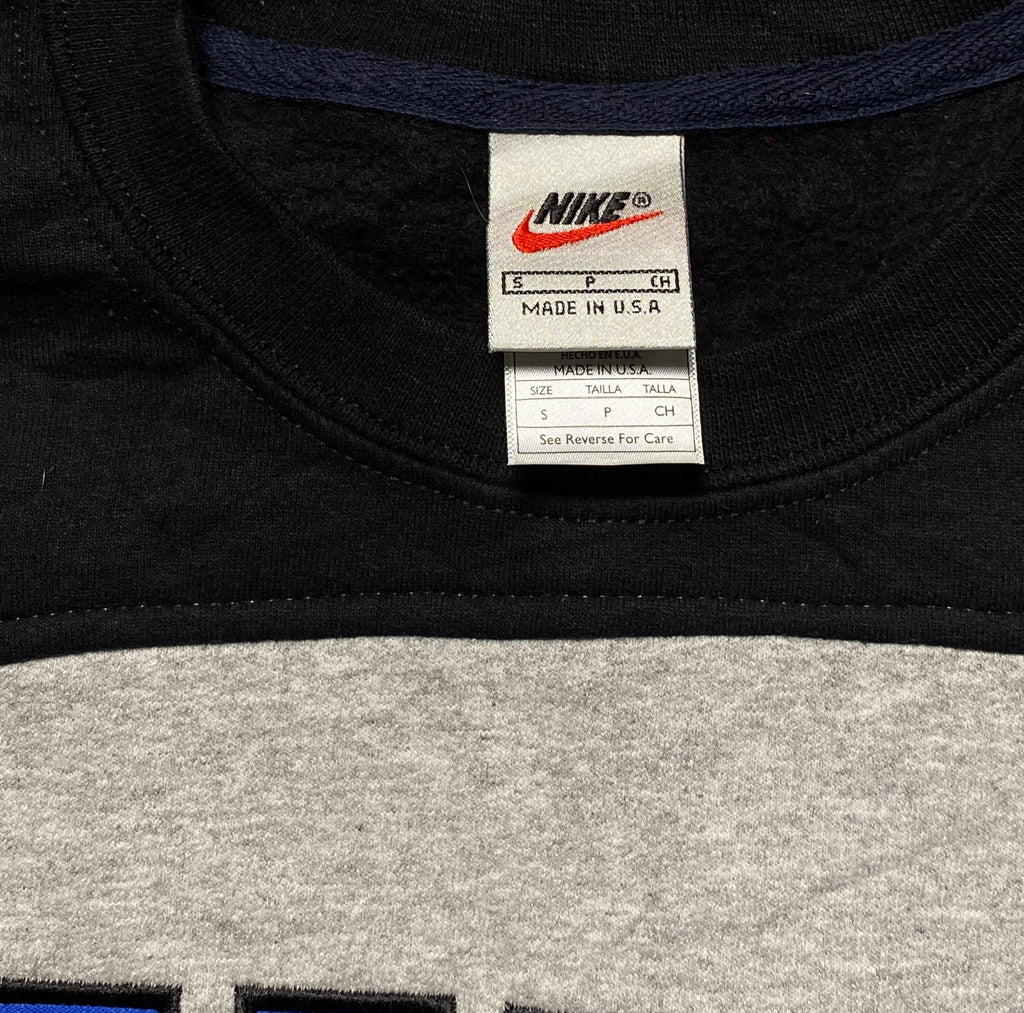 NIKE®
S P CH
MADE IN U.S.A
HECHO EN E.U.A.
MADE IN U.S.A.
SIZE TAILLA TALLA
S P CH
See Reverse For Care